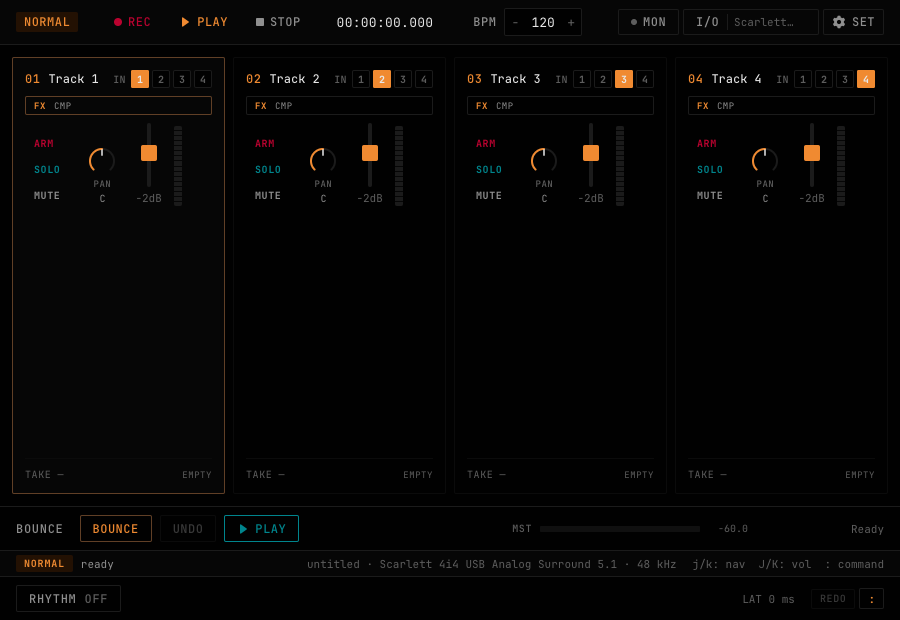 NORMAL REC PLAY STOP 00:00:00.000 BPM - 120 + MON I/O Scarlett… SET
01 Track 1 IN 1 2 3 4
FX CMP
ARM
SOLO
MUTE
PAN
C
-2dB
TAKE —
EMPTY
02 Track 2 IN 1 2 3 4
FX CMP
ARM
SOLO
MUTE
PAN
C
-2dB
TAKE —
EMPTY
03 Track 3 IN 1 2 3 4
FX CMP
ARM
SOLO
MUTE
PAN
C
-2dB
TAKE —
EMPTY
04 Track 4 IN 1 2 3 4
FX CMP
ARM
SOLO
MUTE
PAN
C
-2dB
TAKE —
EMPTY
BOUNCE BOUNCE UNDO PLAY MST -60.0 Ready
NORMAL ready untitled · Scarlett 4i4 USB Analog Surround 5.1 · 48 kHz j/k: nav J/K: vol : command
RHYTHM OFF LAT 0 ms REDO :